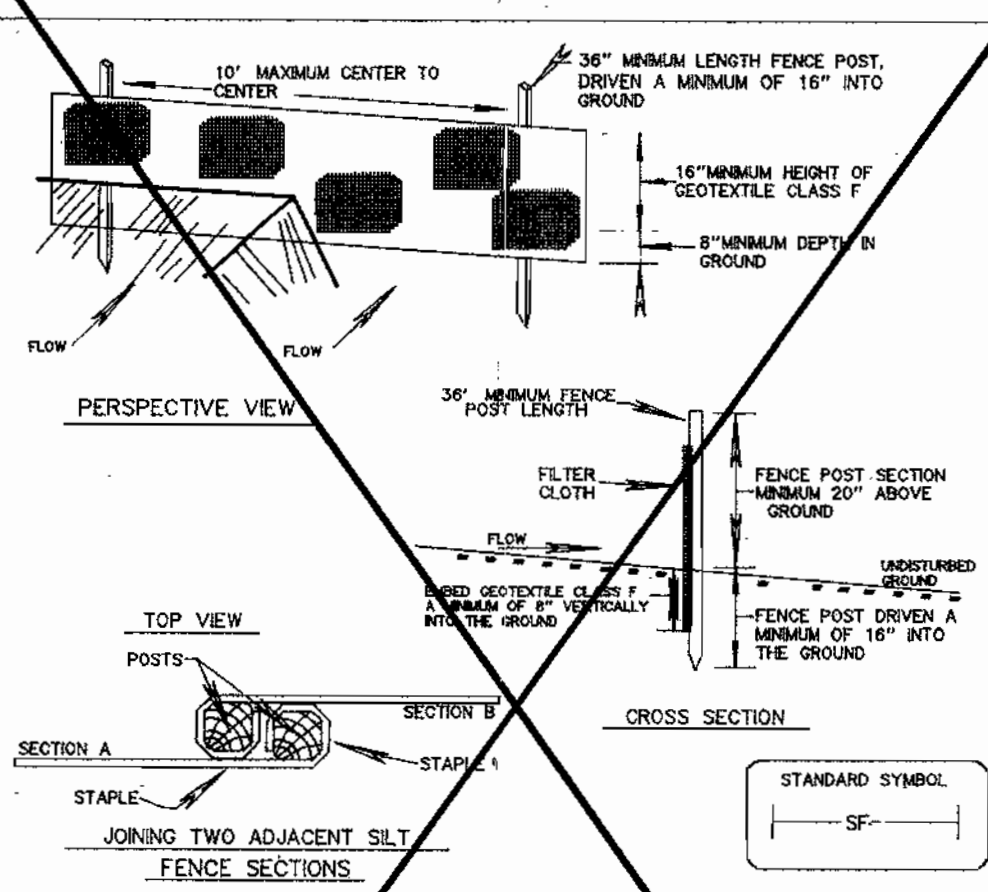 10' MAXIMUM CENTER TO
CENTER
36" MINIMUM LENGTH FENCE POST,
DRIVEN A MINIMUM OF 16" INTO
GROUND
16"MINIMUM HEIGHT OF
GEOTEXTILE CLASS F
8"MINIMUM DEPTH IN
GROUND
FLOW
FLOW
PERSPECTIVE VIEW
36' MINIMUM FENCE
POST LENGTH
FILTER
CLOTH
FENCE POST SECTION
MINIMUM 20" ABOVE
GROUND
FLOW
UNDISTURBED
GROUND
EMBED GEOTEXTILE CLASS F
A MINIMUM OF 8" VERTICALLY
INTO THE GROUND
FENCE POST DRIVEN A
MINIMUM OF 16" INTO
THE GROUND
CROSS SECTION
TOP VIEW
POSTS
SECTION B
SECTION A
STAPLE
STAPLE
JOINING TWO ADJACENT SILT
FENCE SECTIONS
STANDARD SYMBOL
SF